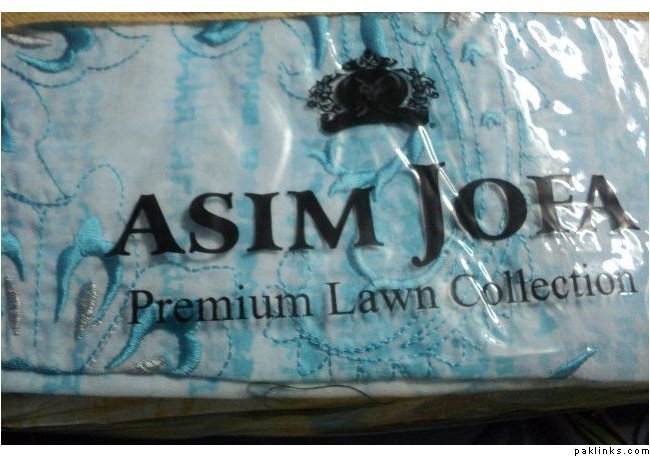 ASIM JOFA
Premium Lawn Collection
paklinks.com